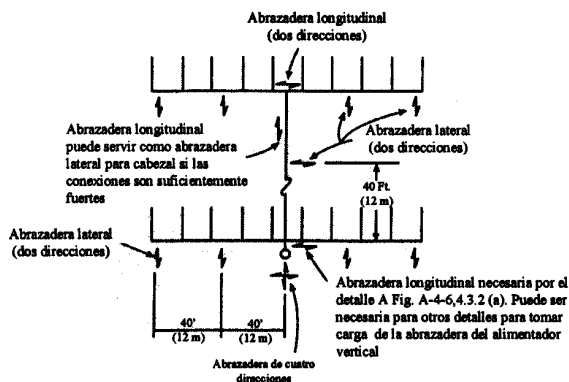 Abrazadera longitudinal
(dos direcciones)
Abrazadera longitudinal
puede servir como abrazadera
lateral para cabezal si las
conexiones son suficientemente
fuertes
Abrazadera lateral
(dos direcciones)
40 Ft.
(12 m)
Abrazadera lateral
(dos direcciones)
Abrazadera longitudinal necesaria por el
detalle A Fig. A-4-6,4.3.2 (a). Puede ser
necesaria para otros detalles para tomar
carga de la abrazadera del alimentador
vertical
40'
(12 m)
40'
(12 m)
Abrazadera de cuatro
direcciones